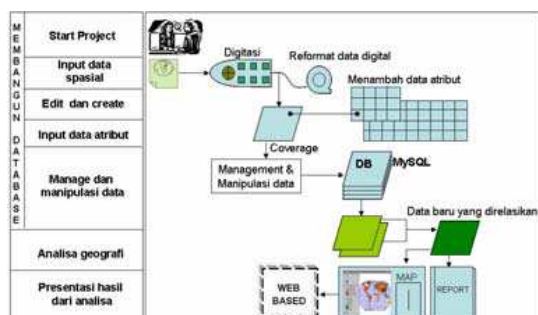 MEMBANGUN DATABASE
Start Project
Input data
spasial
Edit dan create
Input data atribut
Manage dan
manipulasi data
Analisa geografi
Presentasi hasil
dari analisa
Digitasi
Reformat data digital
Menambah data atribut
Coverage
Management &
Manipulasi data
DB
MySQL
Data baru yang direlasikan
WEB
BASED
MAP
REPORT